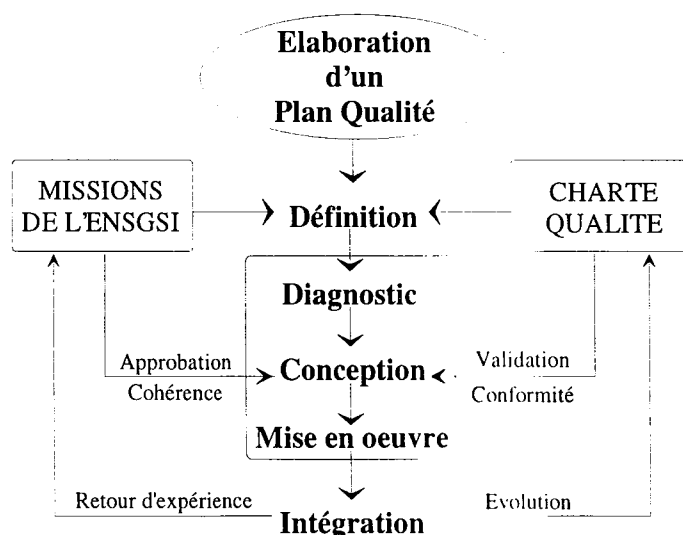 Elaboration
d'un
Plan Qualité
MISSIONS
DE L'ENSGSI
Définition
CHARTE
QUALITE
Diagnostic
Approbation
Cohérence
Conception
Validation
Conformité
Mise en oeuvre
Retour d'expérience
Intégration
Evolution